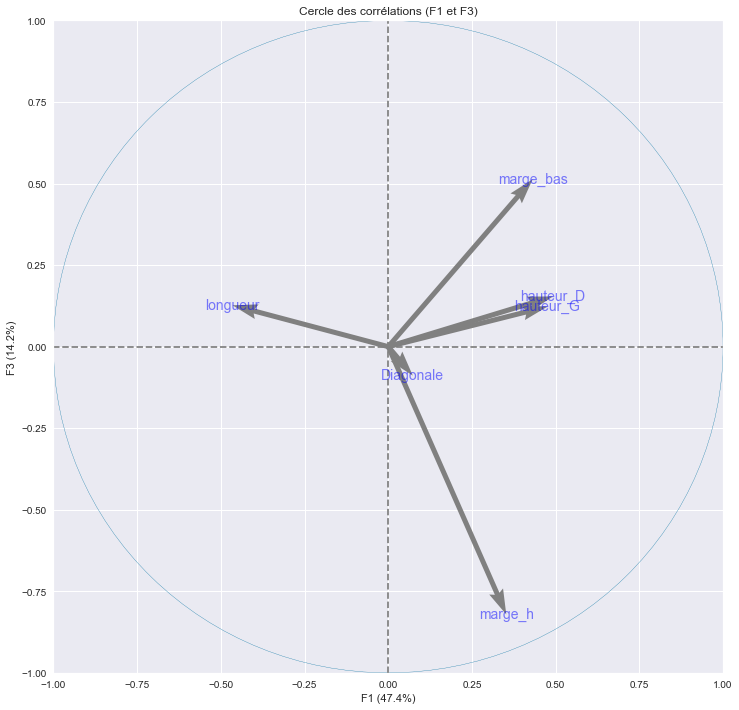 Cercle des corrélations (F1 et F3)
1.00
0.75
0.50
0.25
0.00
−0.25
−0.50
−0.75
−1.00
F3 (14.2%)
marge_bas
hauteur_D
hauteur_G
longueur
Diagonale
marge_h
−1.00 −0.75 −0.50 −0.25 0.00 0.25 0.50 0.75 1.00
F1 (47.4%)